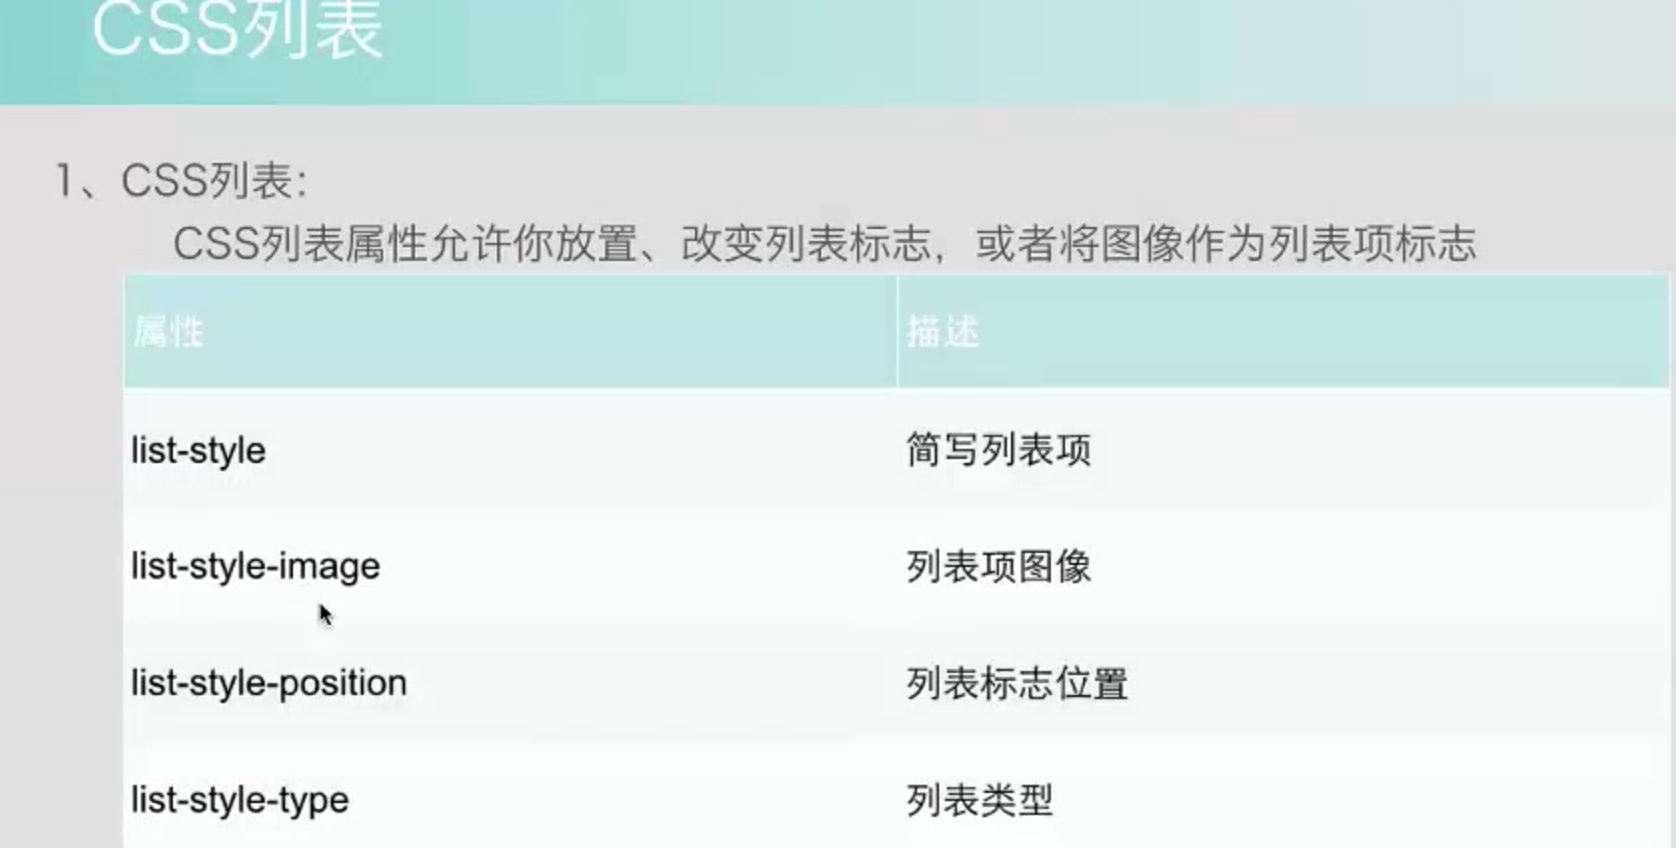 CSS列表
1、CSS列表：
CSS列表属性允许你放置、改变列表标志，或者将图像作为列表项标志
属性 描述
list-style 简写列表项
list-style-image 列表项图像
list-style-position 列表标志位置
list-style-type 列表类型